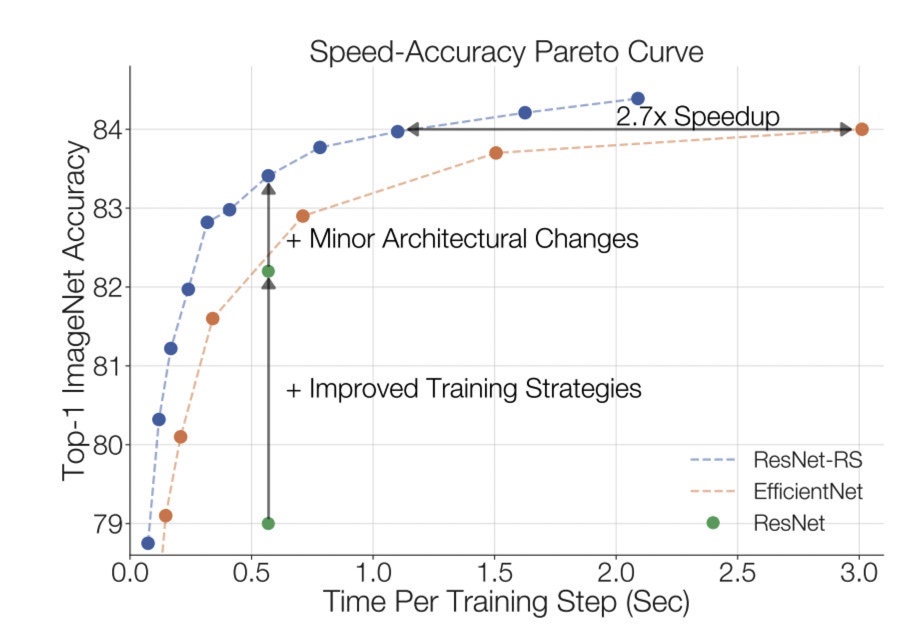 Speed-Accuracy Pareto Curve
Top-1 ImageNet Accuracy
84
83
82
81
80
79
2.7x Speedup
+ Minor Architectural Changes
+ Improved Training Strategies
ResNet-RS
EfficientNet
ResNet
0.0 0.5 1.0 1.5 2.0 2.5 3.0
Time Per Training Step (Sec)